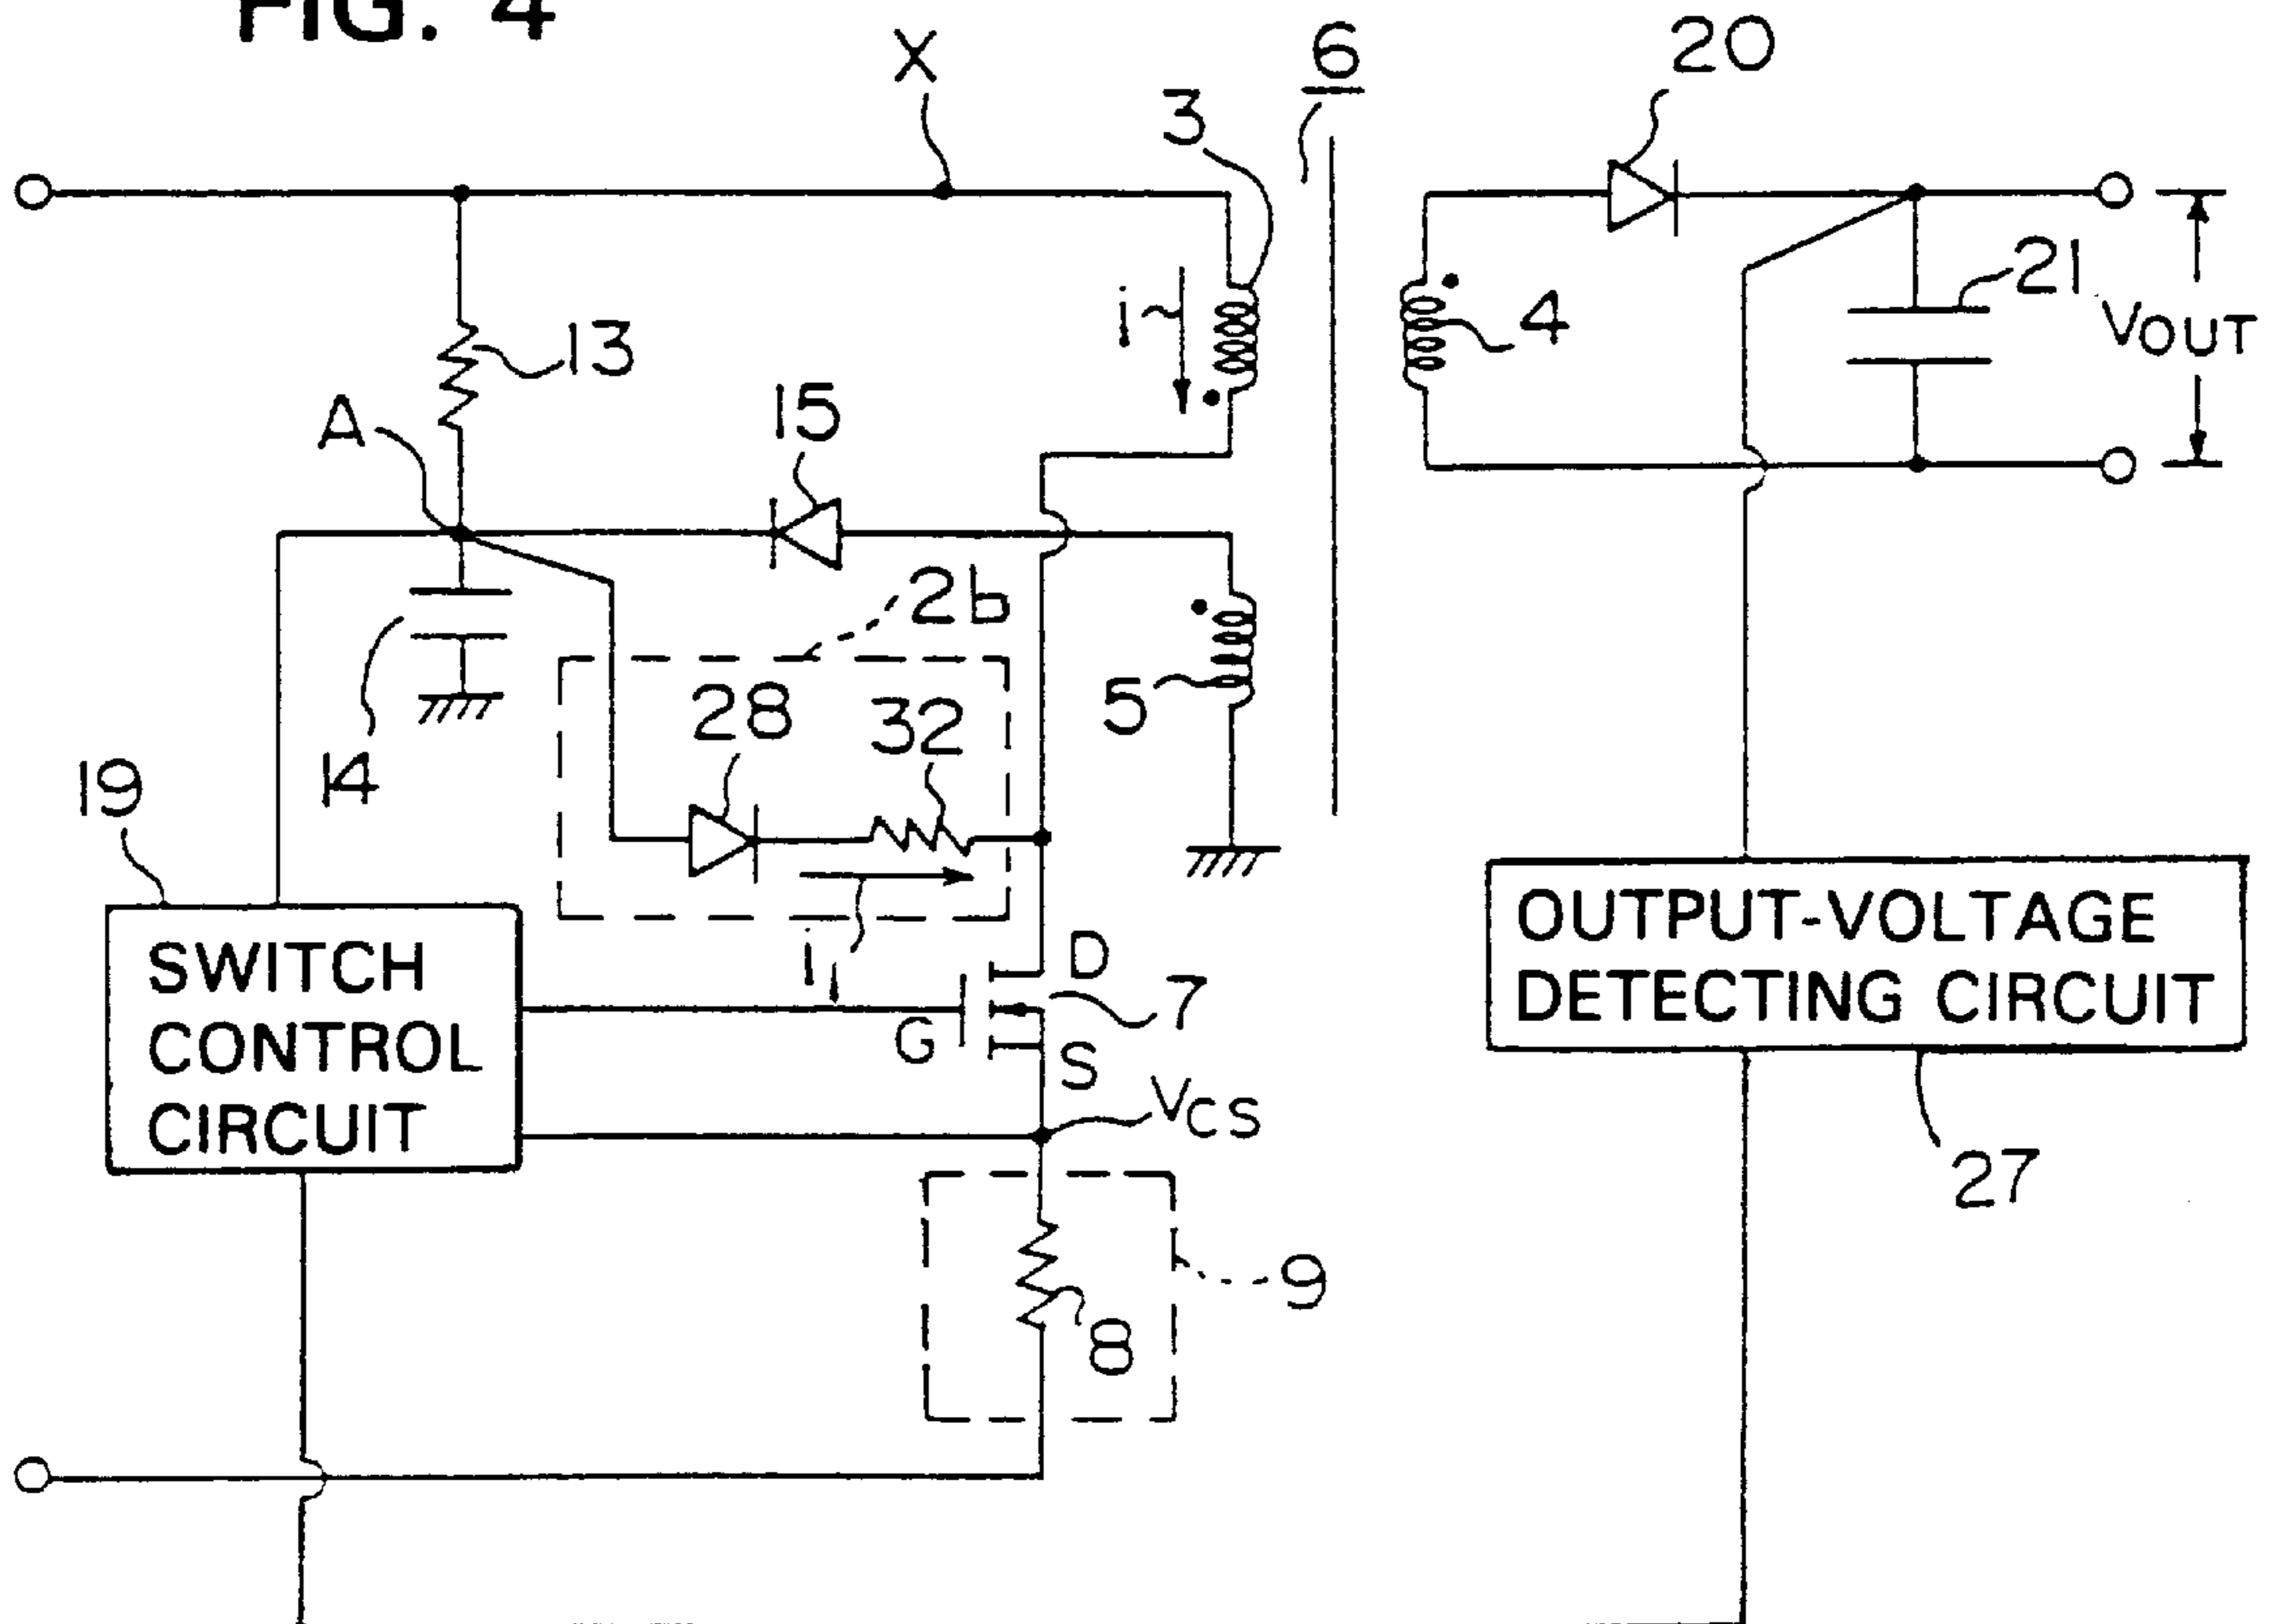 FIG. 4
X
6
20
3
21
VOUT
i
4
13
A
15
2b
5
28
32
14
19
i
D
7
G
S
SWITCH
CONTROL
CIRCUIT
OUTPUT-VOLTAGE
DETECTING CIRCUIT
VCS
27
9
8